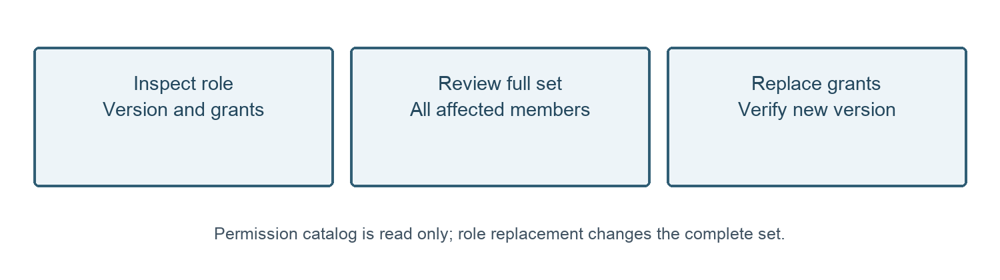 Inspect role
Version and grants
Review full set
All affected members
Replace grants
Verify new version
Permission catalog is read only; role replacement changes the complete set.